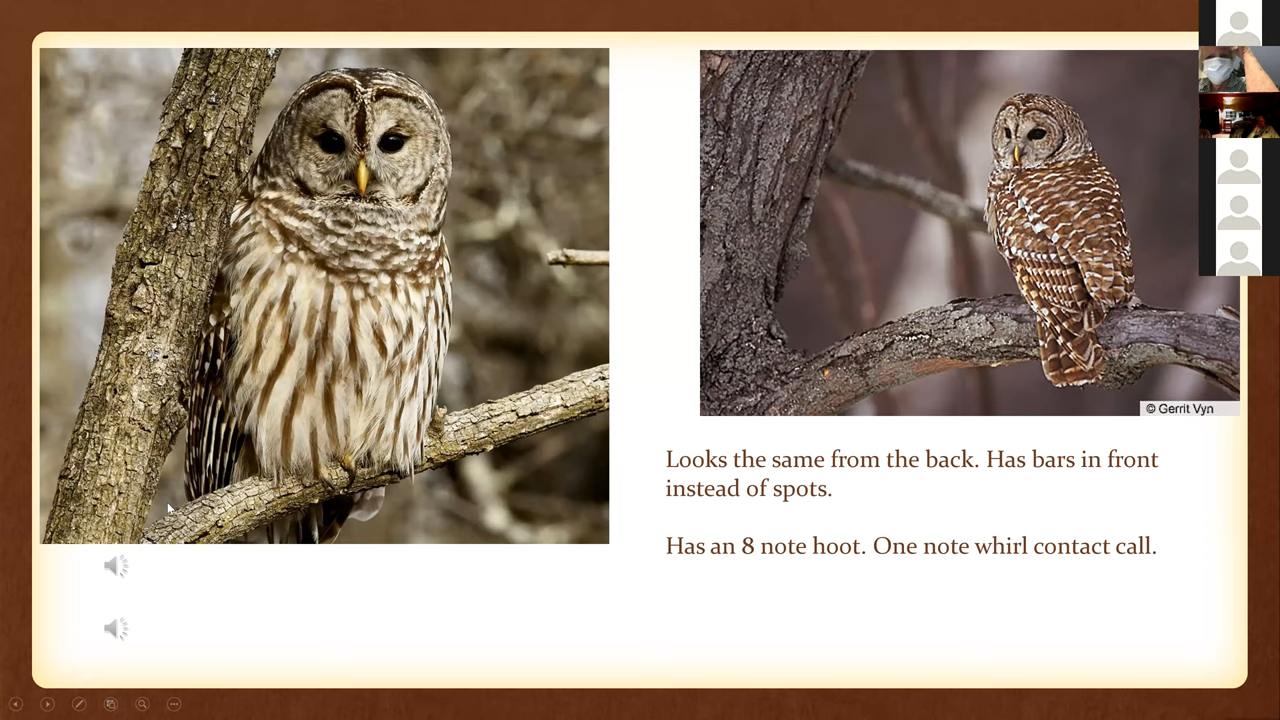 © Gerrit Vyn
Looks the same from the back. Has bars in front
instead of spots.
Has an 8 note hoot. One note whirl contact call.